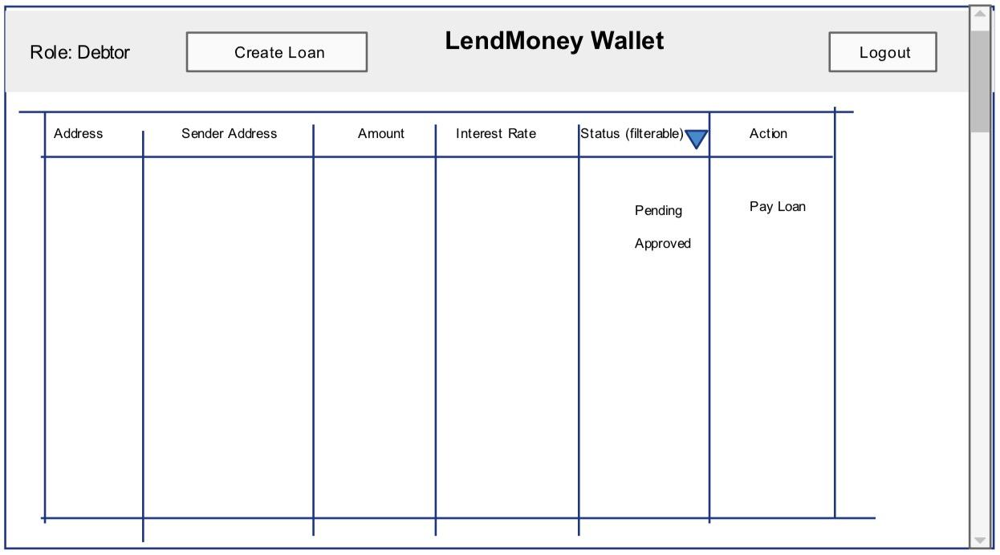 Role: Debtor
Create Loan
LendMoney Wallet
Logout
Address
Sender Address
Amount
Interest Rate
Status (filterable)
Action
Pending
Pay Loan
Approved